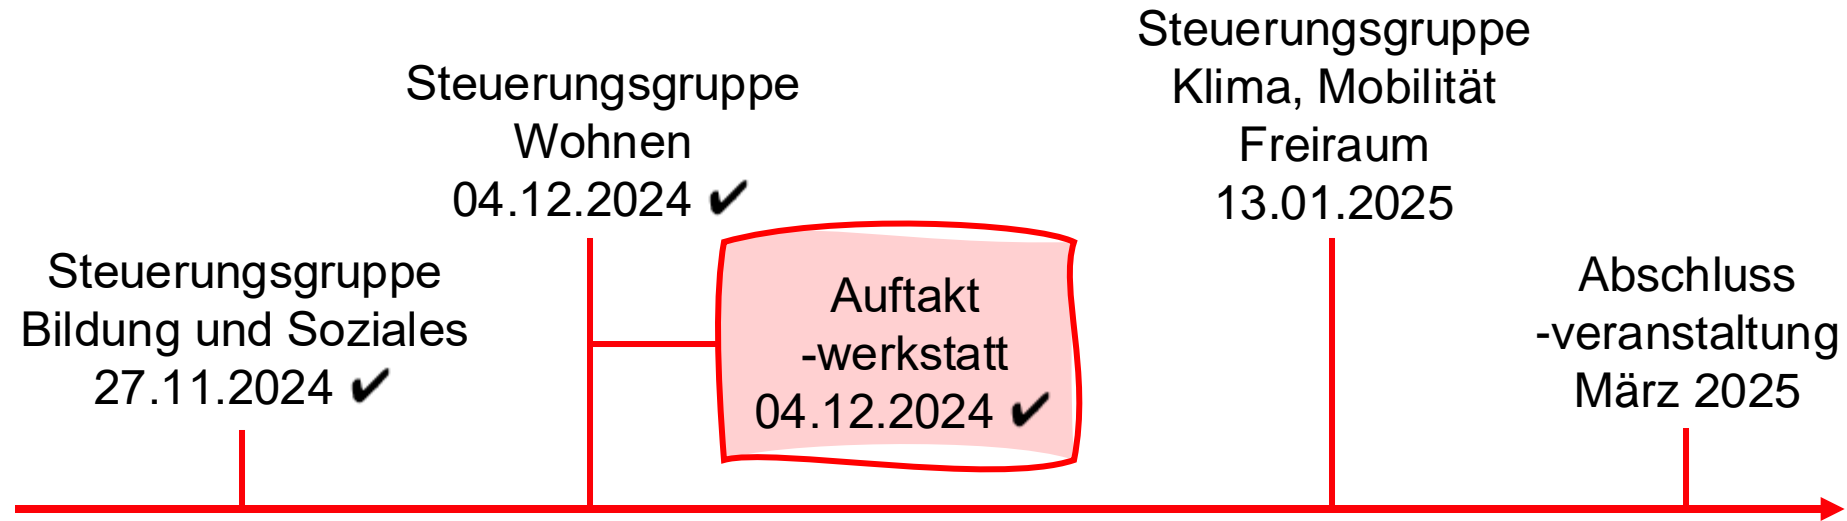 Steuerungsgruppe
Bildung und Soziales
27.11.2024 ✔
Steuerungsgruppe
Wohnen
04.12.2024 ✔
Auftakt
-werkstatt
04.12.2024 ✔
Steuerungsgruppe
Klima, Mobilität
Freiraum
13.01.2025
Abschluss
-veranstaltung
März 2025